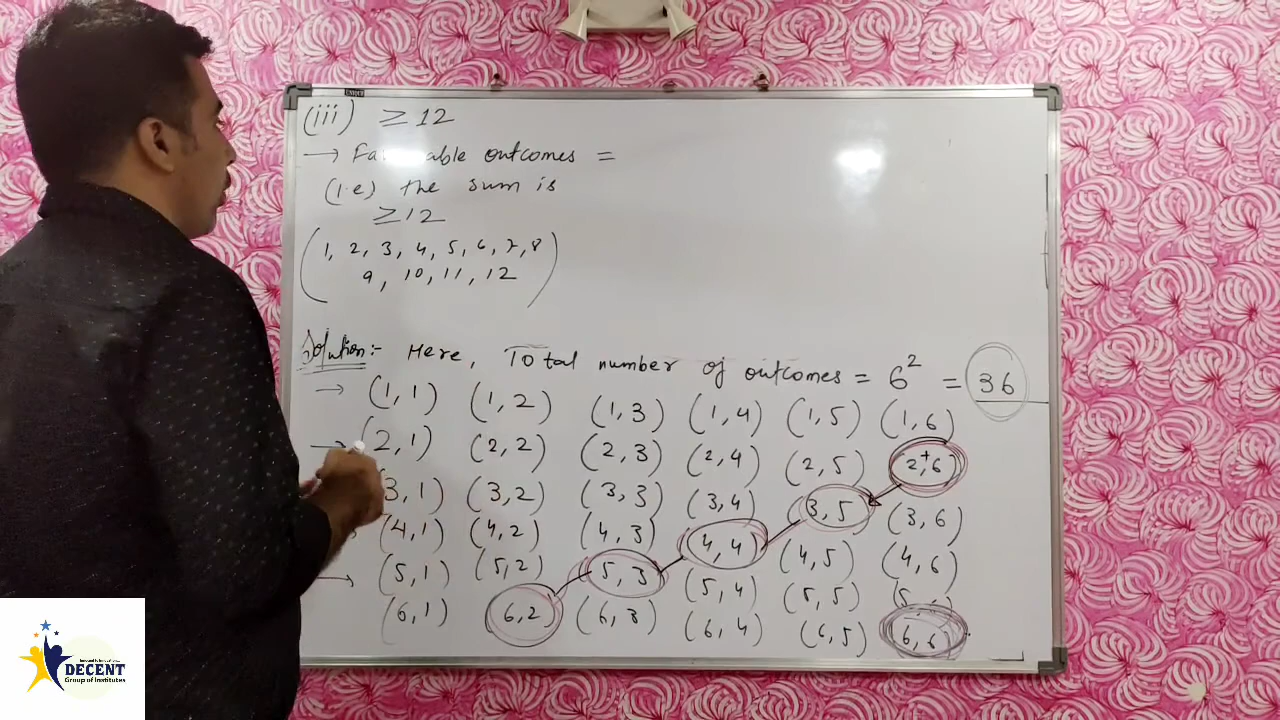 (iii) ≥ 12
→ Fa able outcomes =
(i.e) the sum is
≥ 12
(1, 2, 3, 4, 5, 6, 7, 8
9, 10, 11, 12)
Solution:- Here, Total number of outcomes = 6² = 36
→ (1, 1) (1, 2) (1, 3) (1, 4) (1, 5) (1, 6)
→ (2, 1) (2, 2) (2, 3) (2, 4) (2, 5) (2, 6)
+
3, 1) (3, 2) (3, 3) (3, 4) (3, 5) (3, 6)
(4, 1) (4, 2) (4, 3) (4, 4) (4, 5) (4, 6)
→ (5, 1) (5, 2) (5, 3) (5, 4) (5, 5)
(6, 1) (6, 2) (6, 3) (6, 4) (6, 5) (6, 6)
DECENT
Group of Institutes